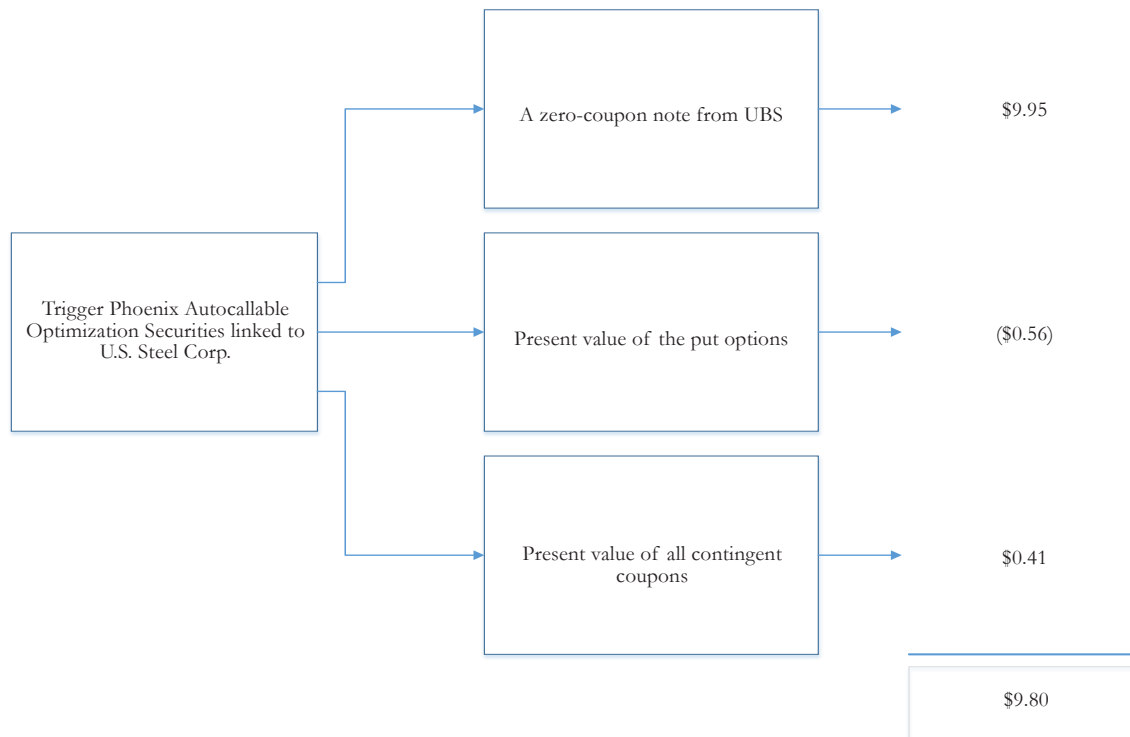 A zero-coupon note from UBS
$9.95
Trigger Phoenix Autocallable
Optimization Securities linked to
U.S. Steel Corp.
Present value of the put options
($0.56)
Present value of all contingent
coupons
$0.41
$9.80